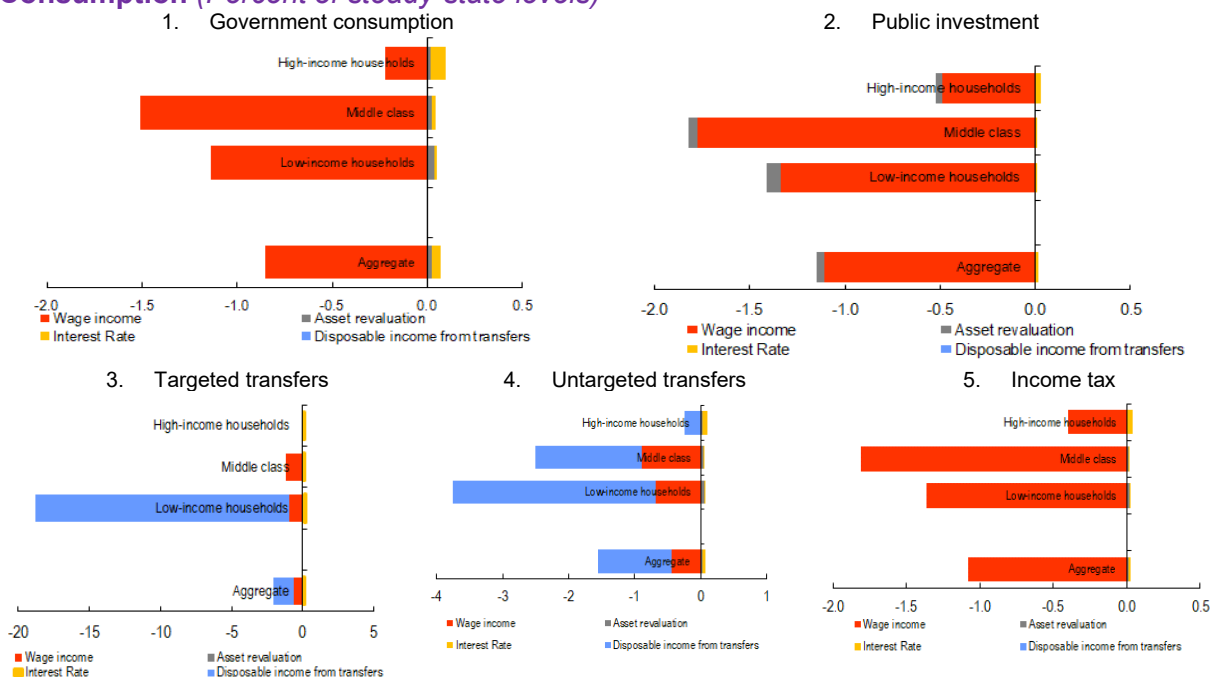 Consumption (Percent of steady-state levels)
1. Government consumption
High-income households
Middle class
Low-income households
Aggregate
-2.0 -1.5 -1.0 -0.5 0.0 0.5
Wage income Asset revaluation
Interest Rate Disposable income from transfers
2. Public investment
High-income households
Middle class
Low-income households
Aggregate
-2.0 -1.5 -1.0 -0.5 0.0 0.5
Wage income Asset revaluation
Interest Rate Disposable income from transfers
3. Targeted transfers
High-income households
Middle class
Low-income households
Aggregate
-20 -15 -10 -5 0 5
Wage income Asset revaluation
Interest Rate Disposable income from transfers
4. Untargeted transfers
High-income households
Middle class
Low-income households
Aggregate
-4 -3 -2 -1 0 1
Wage income Asset revaluation
Interest Rate Disposable income from transfers
5. Income tax
High-income households
Middle class
Low-income households
Aggregate
-2.0 -1.5 -1.0 -0.5 0.0 0.5
Wage income Asset revaluation
Interest Rate Disposable income from transfers